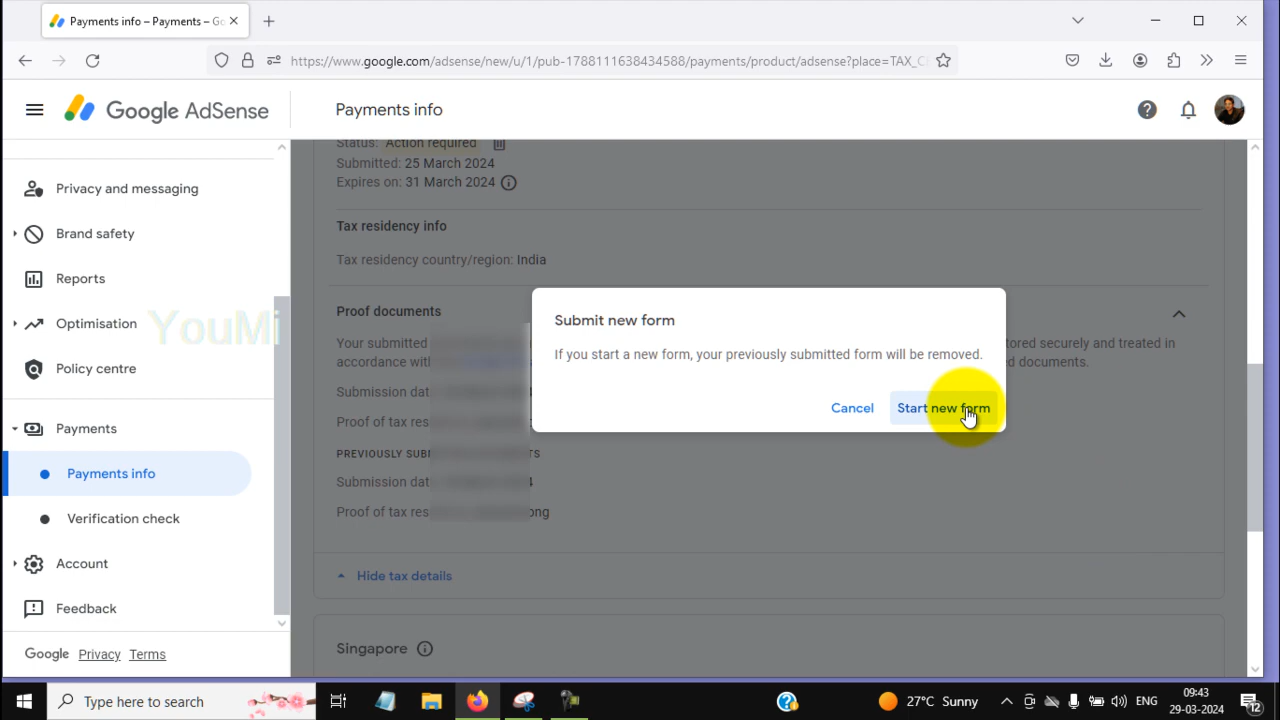 Payments info – Payments – Go
https://www.google.com/adsense/new/u/1/pub-1788111638434588/payments/product/adsense?place=TAX_C
Google AdSense
Payments info
Privacy and messaging
Brand safety
Reports
Optimisation
Policy centre
Payments
Payments info
Verification check
Account
Feedback
Google Privacy Terms
YouMi
Status: Action required
Submitted: 25 March 2024
Expires on: 31 March 2024
Tax residency info
Tax residency country/region: India
Proof documents
Your submitted
tored securely and treated in
accordance with
d documents.
Submission dat
Proof of tax res
PREVIOUSLY SUB
Submission dat
Proof of tax res ong
Hide tax details
Singapore
Submit new form
If you start a new form, your previously submitted form will be removed.
Cancel Start new form
Type here to search
27°C Sunny
ENG
09:43
29-03-2024
12